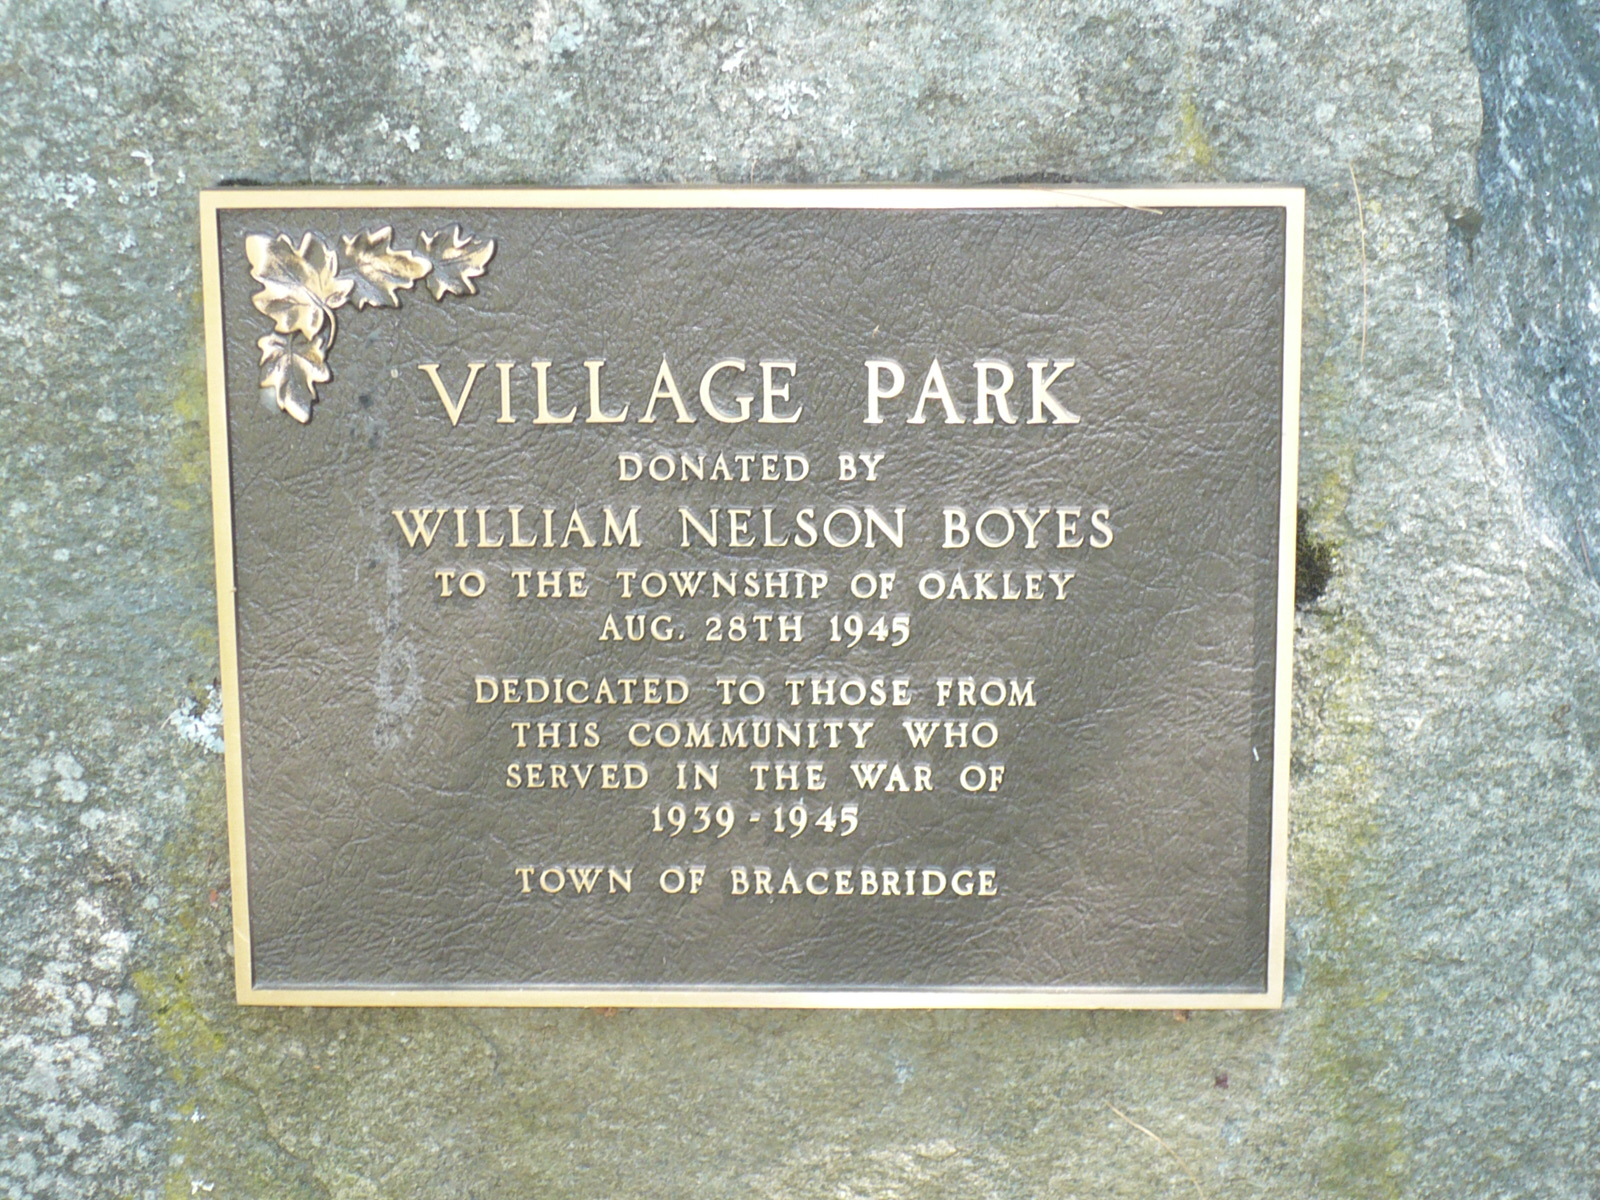 VILLAGE PARK
DONATED BY
WILLIAM NELSON BOYES
TO THE TOWNSHIP OF OAKLEY
AUG. 28TH 1945
DEDICATED TO THOSE FROM
THIS COMMUNITY WHO
SERVED IN THE WAR OF
1939-1945
TOWN OF BRACEBRIDGE